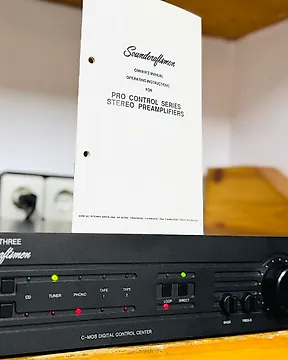 Soundcraftsmen
OWNER'S MANUAL
OPERATING INSTRUCTIONS
FOR
PRO CONTROL SERIES
STEREO PREAMPLIFIERS
THREE
aftsmen
CD TUNER PHONO TAPE 1 TAPE 2 LOOP DIRECT
BASS TREBLE
C-MOS DIGITAL CONTROL CENTER